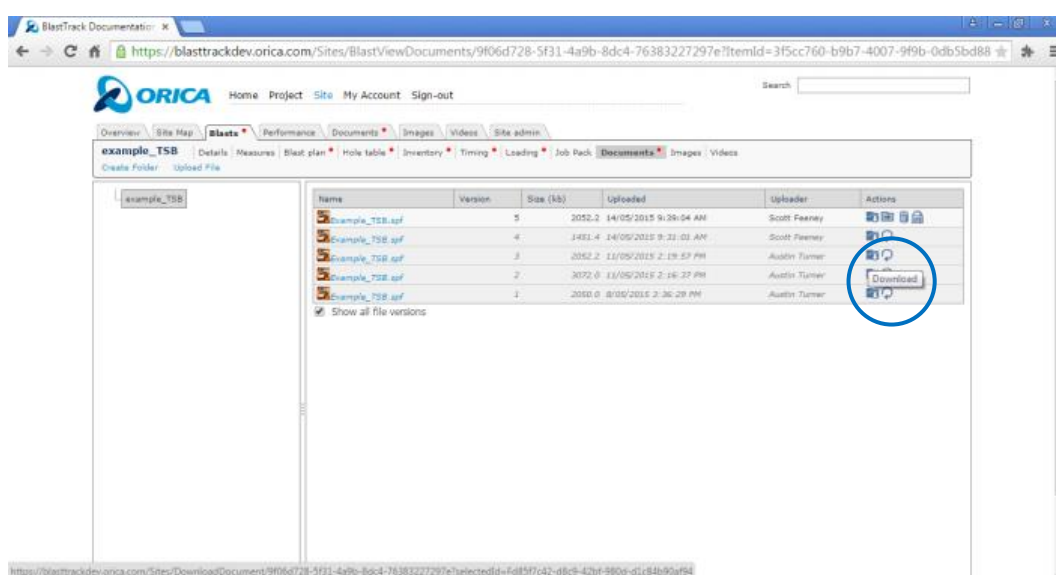 BlastTrack Documentation
https://blasttrackdev.orica.com/Sites/BlastViewDocuments/9f06d728-5f31-4a9b-8dc4-76383227297e?ItemId=3f5cc760-b9b7-4007-9f9b-0db5bd88
ORICA Home Project Site My Account Sign-out Search
Overview Site Map Blasts * Performance Documents * Images Videos Site admin
example_TSB Details Measures Blast plan * Hole table * Inventory * Timing * Loading * Job Pack Documents * Images Videos
Create Folder Upload File
example_TSB
Name Version Size (kb) Uploaded Uploader Actions
Example_TSB.spf 5 2052.2 14/05/2015 9:39:04 AM Scott Feeney
Example_TSB.spf 4 1451.4 14/05/2015 9:31:01 AM Scott Feeney
Example_TSB.spf 3 2052.2 11/05/2015 2:19:57 PM Austin Turner
Example_TSB.spf 2 3072.0 11/05/2015 2:16:37 PM Austin Turner
Download
Example_TSB.spf 1 2050.0 8/05/2015 2:36:29 PM Austin Turner
Show all file versions